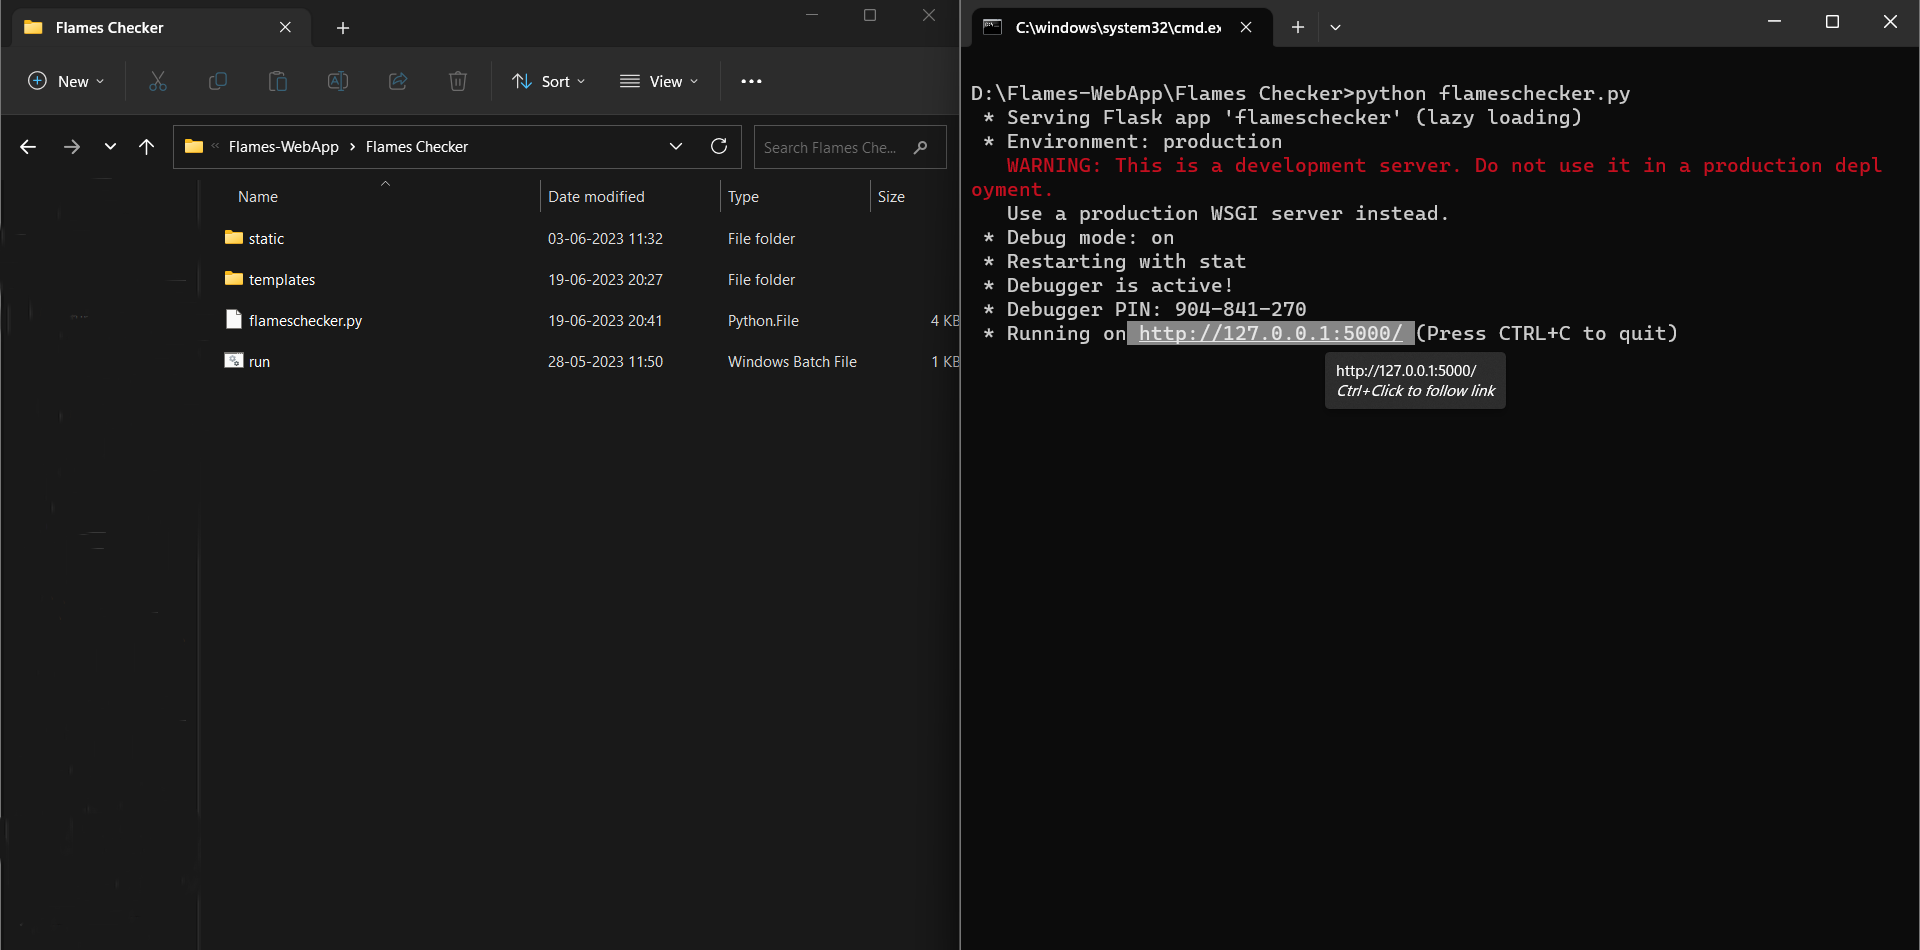 Flames Checker
New
Sort
View
Flames-WebApp > Flames Checker
Search Flames Che...
Name Date modified Type Size
static 03-06-2023 11:32 File folder
templates 19-06-2023 20:27 File folder
flameschecker.py 19-06-2023 20:41 Python.File 4 KB
run 28-05-2023 11:50 Windows Batch File 1 KB
C:\windows\system32\cmd.ex
D:\Flames-WebApp\Flames Checker>python flameschecker.py
* Serving Flask app 'flameschecker' (lazy loading)
* Environment: production
WARNING: This is a development server. Do not use it in a production depl
oyment.
Use a production WSGI server instead.
* Debug mode: on
* Restarting with stat
* Debugger is active!
* Debugger PIN: 904-841-270
* Running on http://127.0.0.1:5000/ (Press CTRL+C to quit)
http://127.0.0.1:5000/
Ctrl+Click to follow link